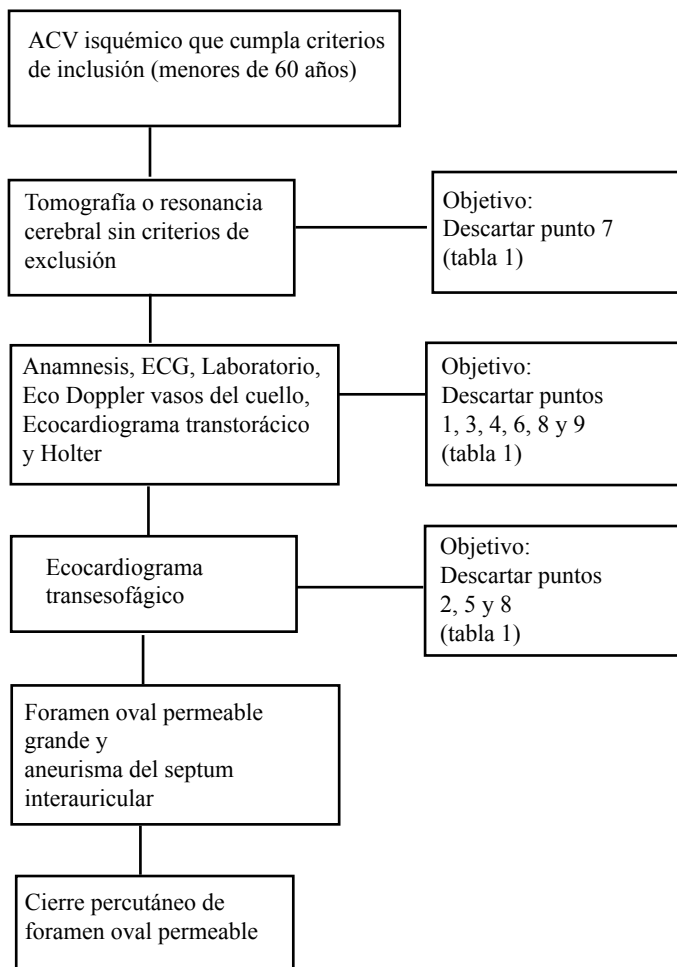 ACV isquémico que cumpla criterios
de inclusión (menores de 60 años)
Tomografía o resonancia
cerebral sin criterios de
exclusión
Objetivo:
Descartar punto 7
(tabla 1)
Anamnesis, ECG, Laboratorio,
Eco Doppler vasos del cuello,
Ecocardiograma transtorácico
y Holter
Objetivo:
Descartar puntos
1, 3, 4, 6, 8 y 9
(tabla 1)
Ecocardiograma
transesofágico
Objetivo:
Descartar puntos
2, 5 y 8
(tabla 1)
Foramen oval permeable
grande y
aneurisma del septum
interauricular
Cierre percutáneo de
foramen oval permeable